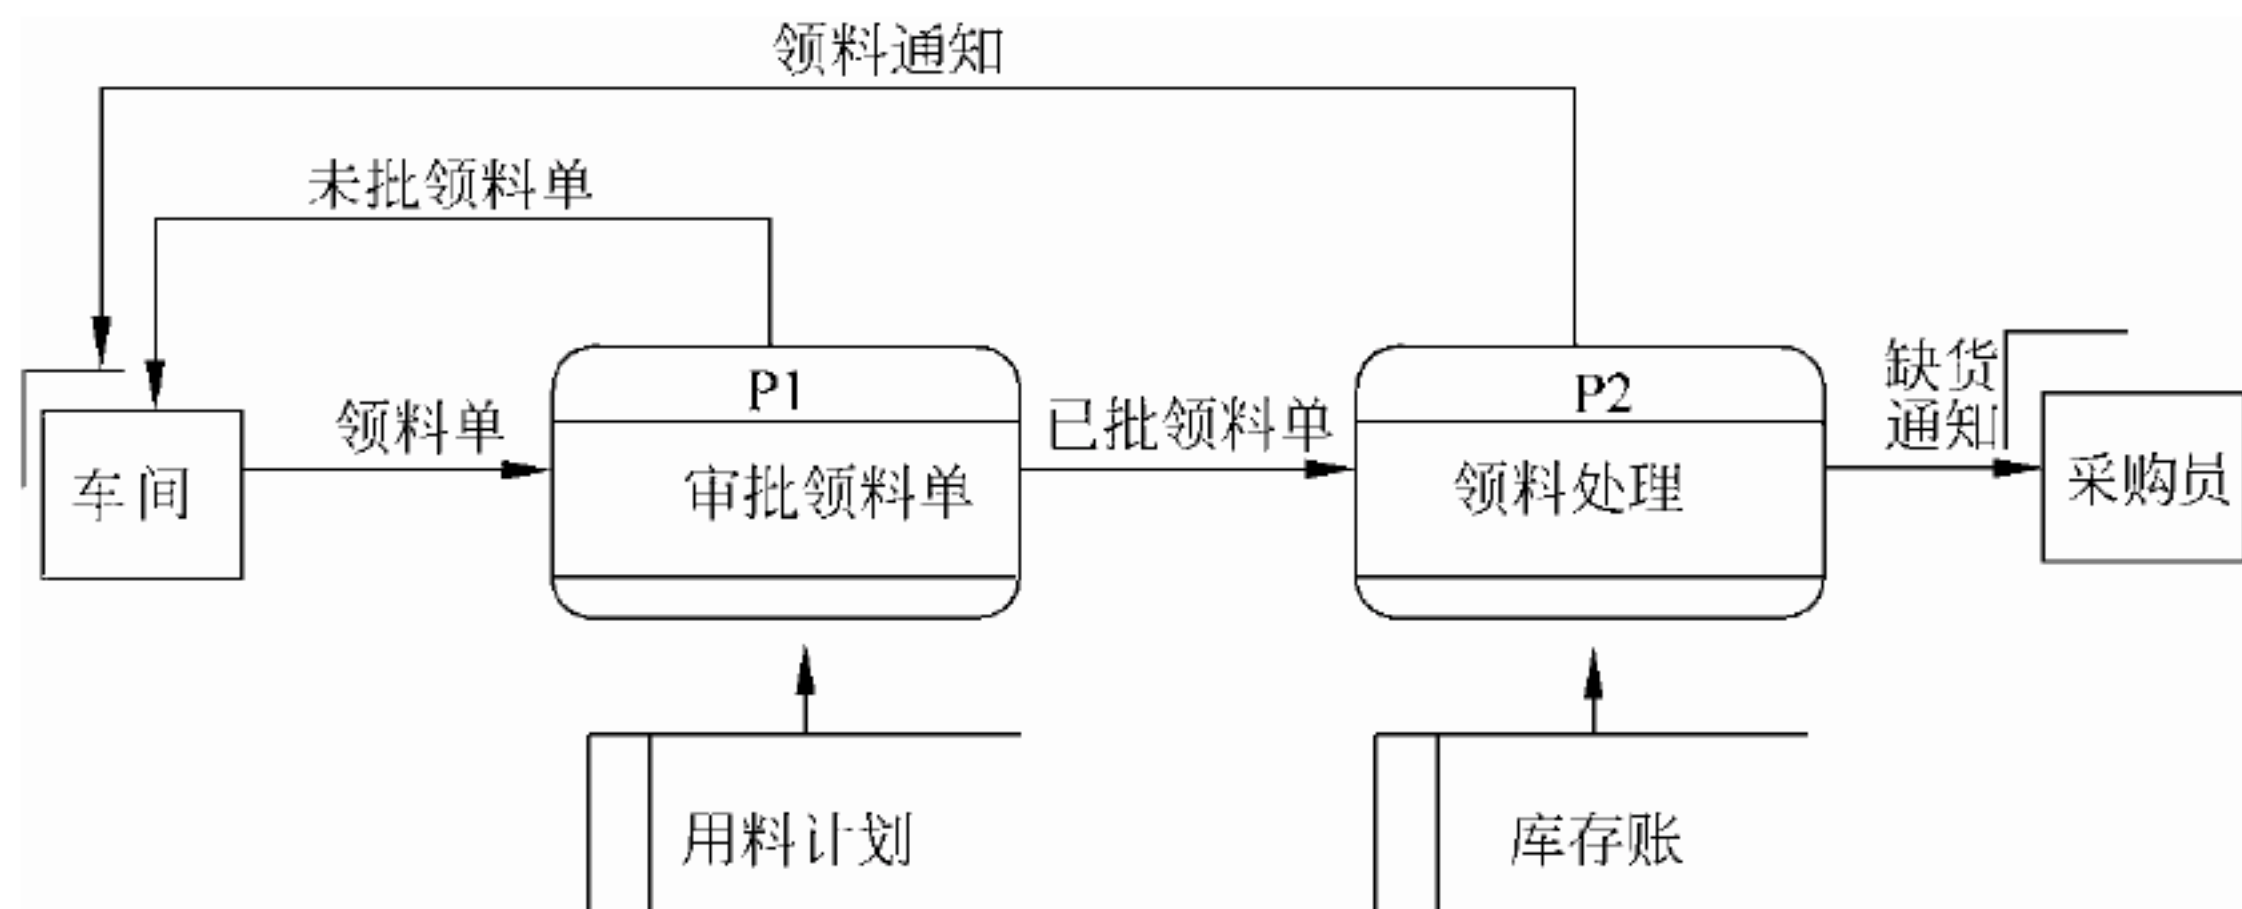 领料通知
未批领料单
P1
P2
缺货
通知
领料单
已批领料单
车间
审批领料单
领料处理
采购员
用料计划
库存账